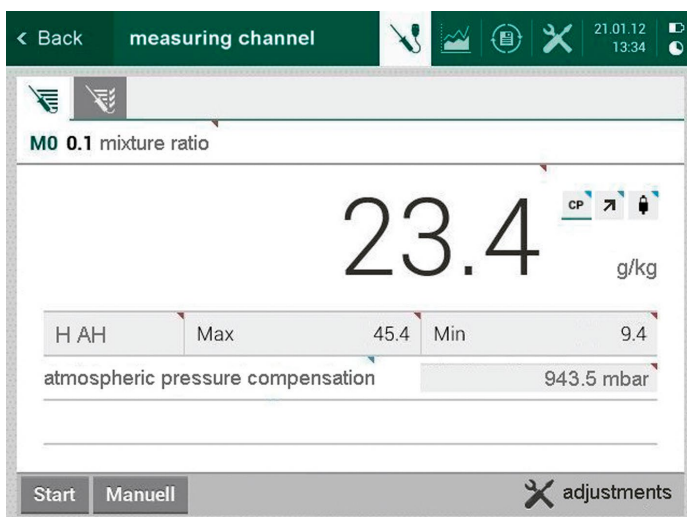 < Back measuring channel 21.01.12
13:34
M0 0.1 mixture ratio
23.4 CP
g/kg
H AH Max 45.4 Min 9.4
atmospheric pressure compensation 943.5 mbar
Start Manuell adjustments